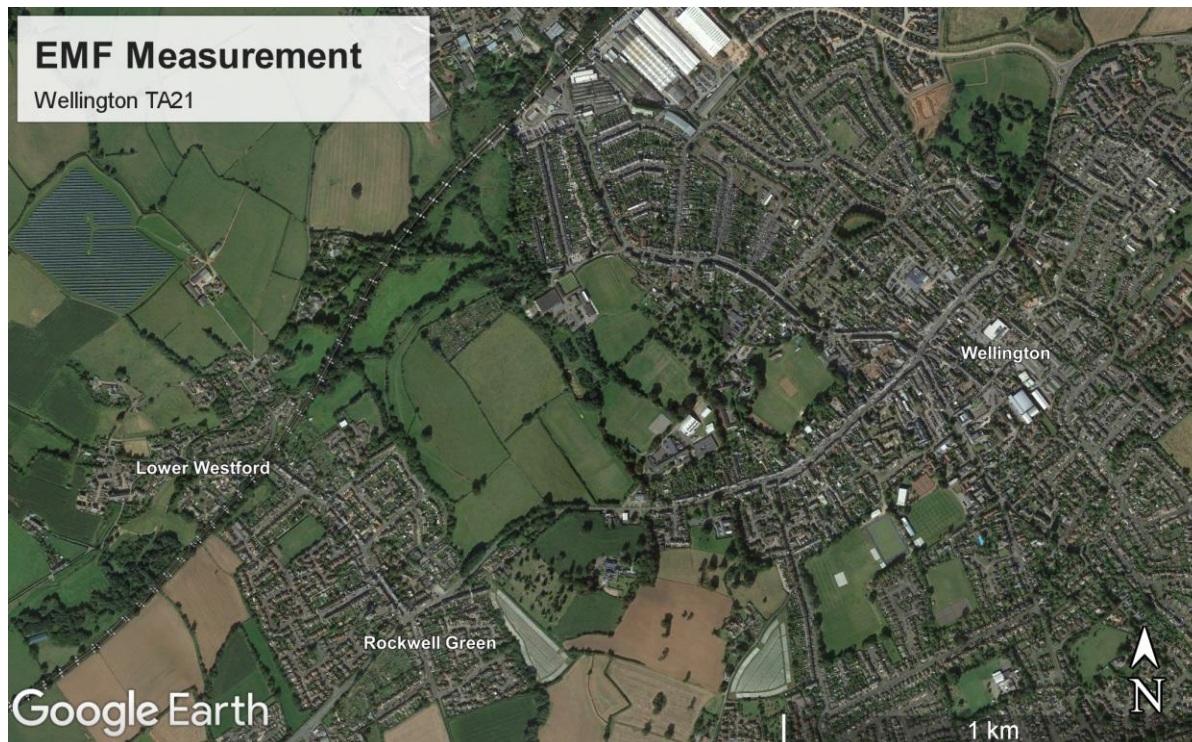 EMF Measurement
Wellington TA21
Wellington
Lower Westford
Rockwell Green
Google Earth
N
1 km